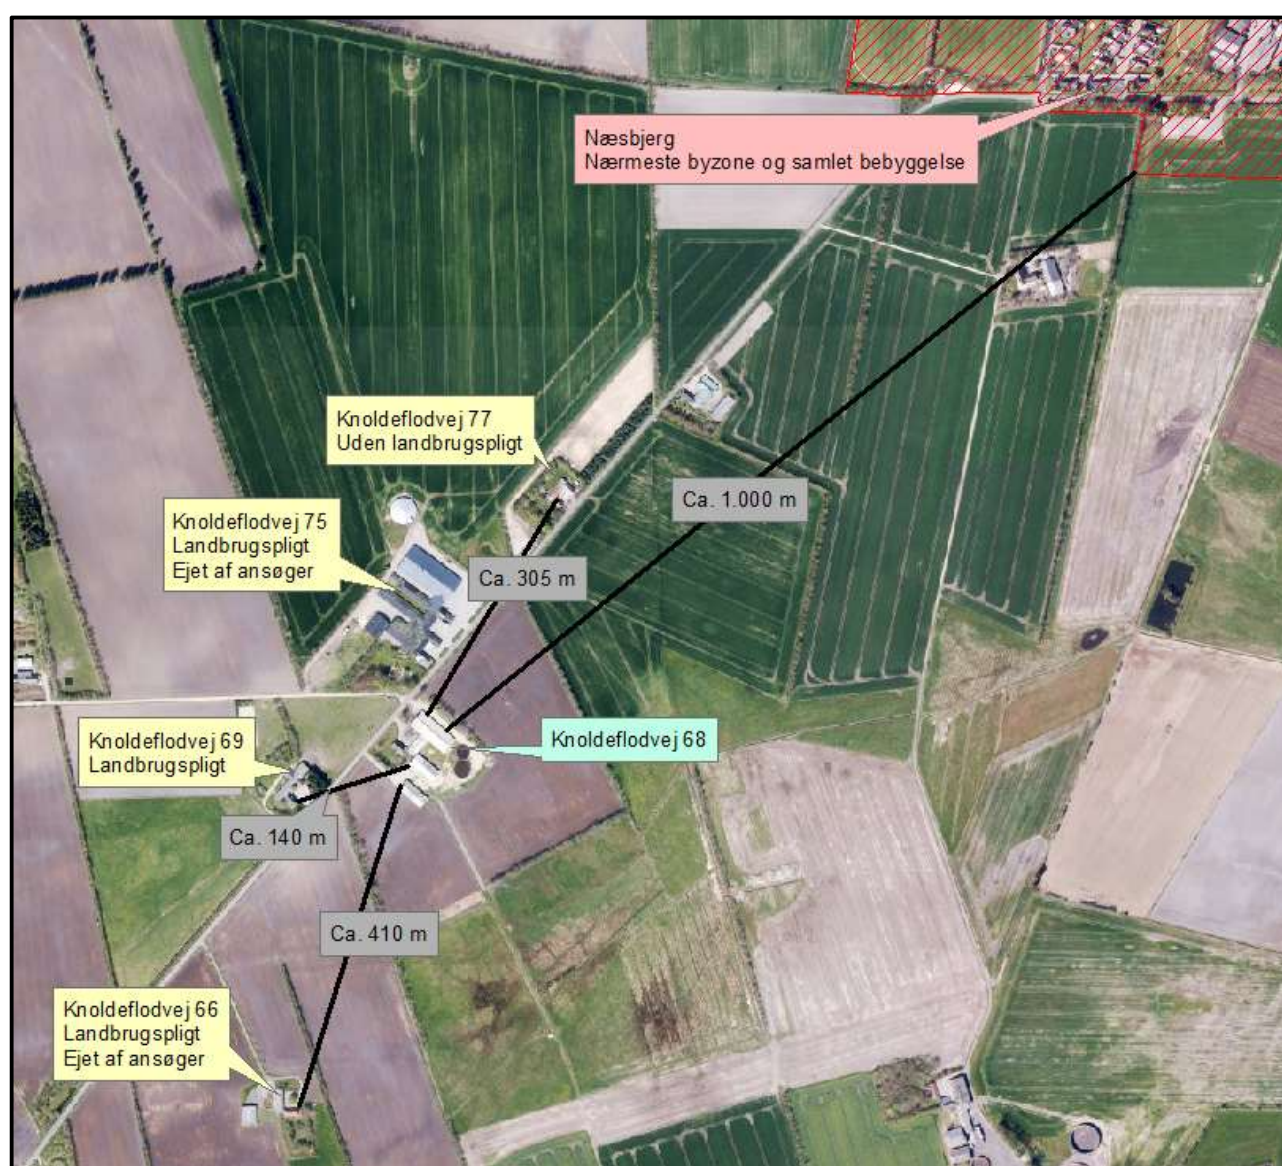 Næsbjerg
Nærmeste byzone og samlet bebyggelse
Knoldeflodvej 77
Uden landbrugspligt
Ca. 1.000 m
Knoldeflodvej 75
Landbrugspligt
Ejet af ansøger
Ca. 305 m
Knoldeflodvej 69
Landbrugspligt
Knoldeflodvej 68
Ca. 140 m
Ca. 410 m
Knoldeflodvej 66
Landbrugspligt
Ejet af ansøger